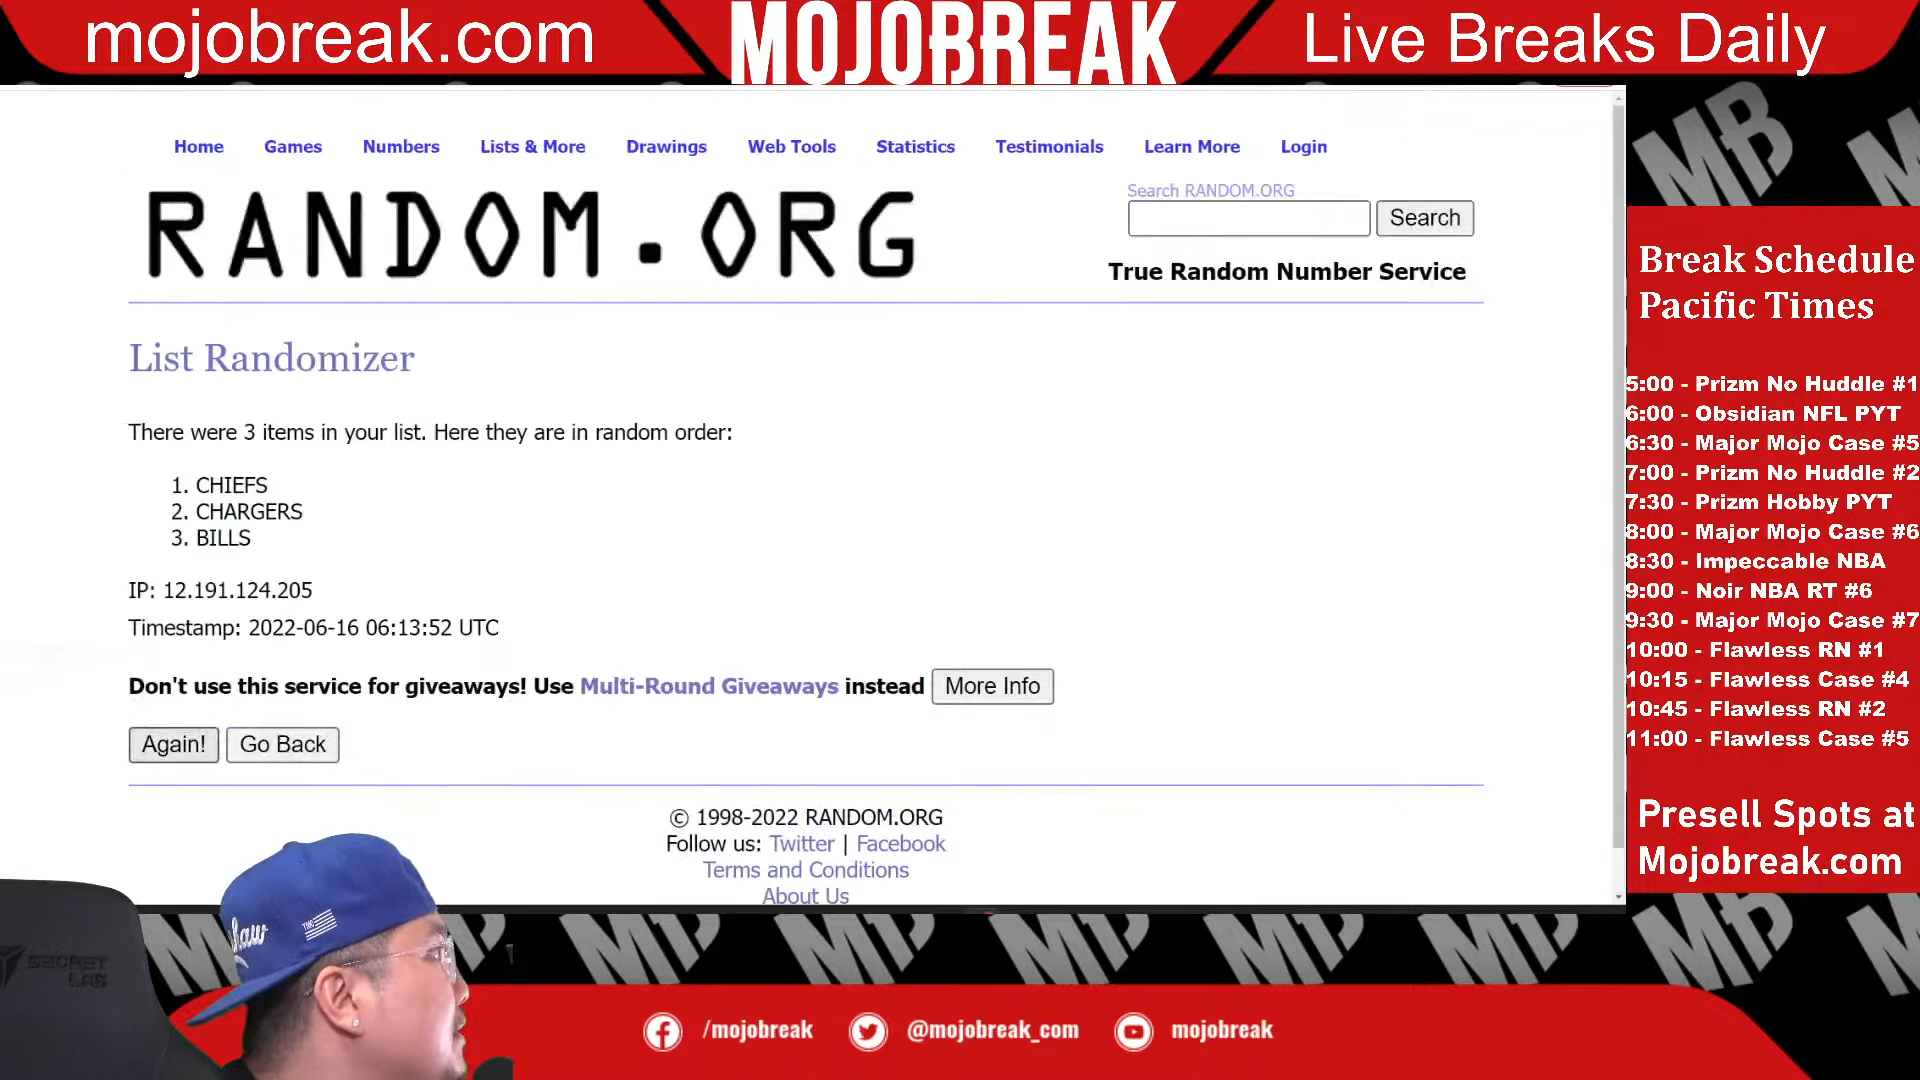 mojobreak.com
MOJOBREAK
Live Breaks Daily
Home Games Numbers Lists & More Drawings Web Tools Statistics Testimonials Learn More Login
RANDOM.ORG
Search RANDOM.ORG
Search
True Random Number Service
List Randomizer
There were 3 items in your list. Here they are in random order:
1. CHIEFS
2. CHARGERS
3. BILLS
IP: 12.191.124.205
Timestamp: 2022-06-16 06:13:52 UTC
Don't use this service for giveaways! Use Multi-Round Giveaways instead More Info
Again! Go Back
© 1998-2022 RANDOM.ORG
Follow us: Twitter | Facebook
Terms and Conditions
About Us
MB
Break Schedule
Pacific Times
5:00 - Prizm No Huddle #1
6:00 - Obsidian NFL PYT
6:30 - Major Mojo Case #5
7:00 - Prizm No Huddle #2
7:30 - Prizm Hobby PYT
8:00 - Major Mojo Case #6
8:30 - Impeccable NBA
9:00 - Noir NBA RT #6
9:30 - Major Mojo Case #7
10:00 - Flawless RN #1
10:15 - Flawless Case #4
10:45 - Flawless RN #2
11:00 - Flawless Case #5
Presell Spots at
Mojobreak.com
SECRET
LAB
/mojobreak
@mojobreak_com
mojobreak